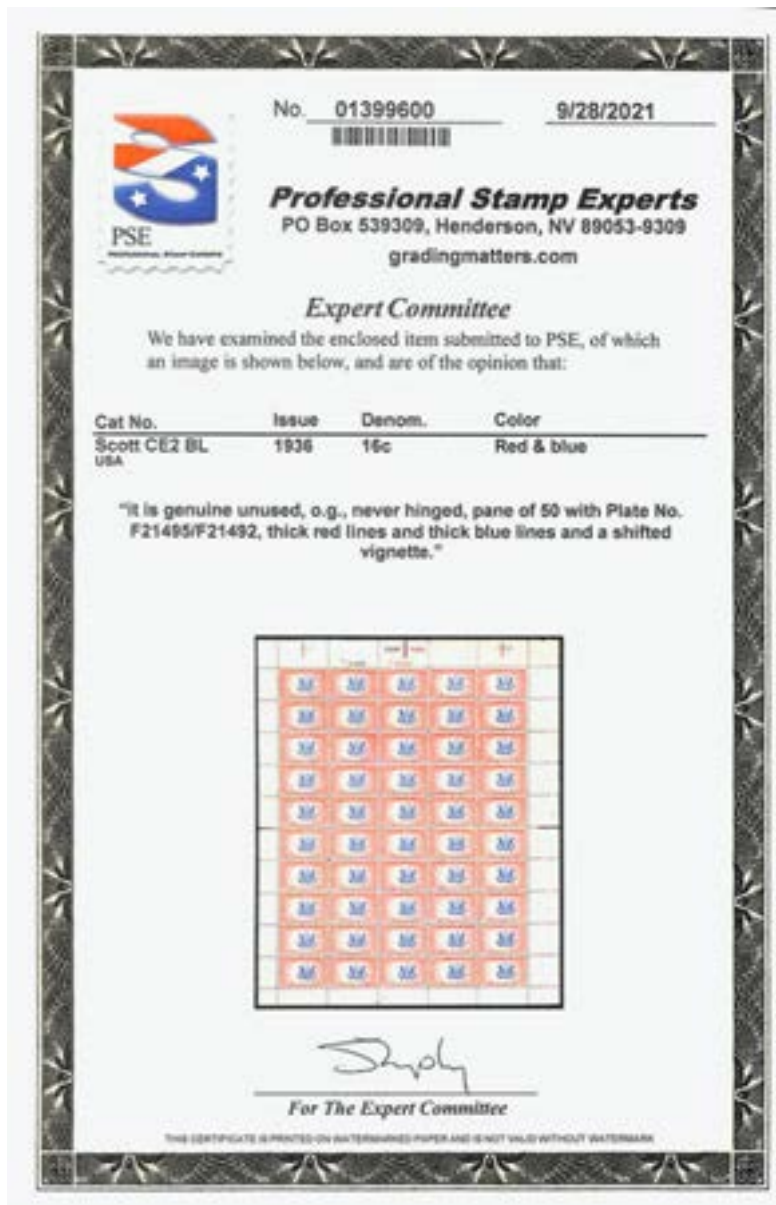 No. 01399600 9/28/2021
PSE
Professional Stamp Experts
PO Box 539309, Henderson, NV 89053-9309
gradingmatters.com
Expert Committee
We have examined the enclosed item submitted to PSE, of which
an image is shown below, and are of the opinion that:
Cat No. Issue Denom. Color
Scott CE2 BL 1936 16c Red & blue
USA
"it is genuine unused, o.g., never hinged, pane of 50 with Plate No.
F21495/F21492, thick red lines and thick blue lines and a shifted
vignette."
For The Expert Committee
THIS CERTIFICATE IS PRINTED ON WATERMARKED PAPER AND IS NOT VALID WITHOUT WATERMARK